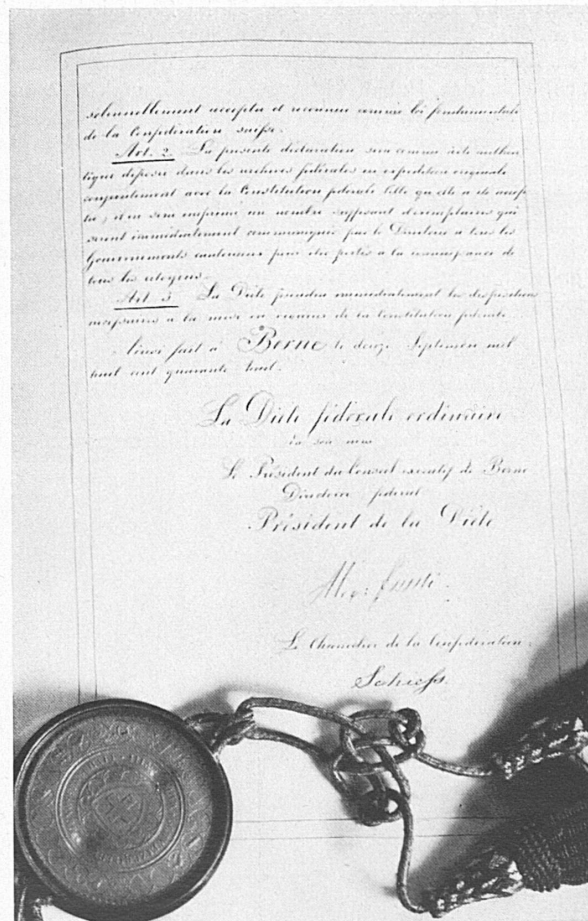 solennellement acceptée et reconnue comme loi fondamentale
de la Confédération suisse.
Art. 2. La présente déclaration sera comme acte authen
tique déposée dans les archives fédérales en expédition originale
conjointement avec la Constitution fédérale telle qu'elle a été accep
tée; il en sera imprimé un nombre suffisant d'exemplaires qui
seront immédiatement communiqués par le Directoire à tous les
Gouvernements cantonaux pour être portés à la connaissance de
tous les citoyens.
Art. 3 La Diète prendra immédiatement les dispositions
nécessaires à la mise en vigueur de la Constitution fédérale.
Ainsi fait à Berne le douze Septembre mil
huit cent quarante huit.
La Diète fédérale ordinaire
en son nom
Le Président du Conseil exécutif de Berne
Directoire fédéral
Président de la Diète
Alex: Funk
Le Chancelier de la Confédération,
Schiess.